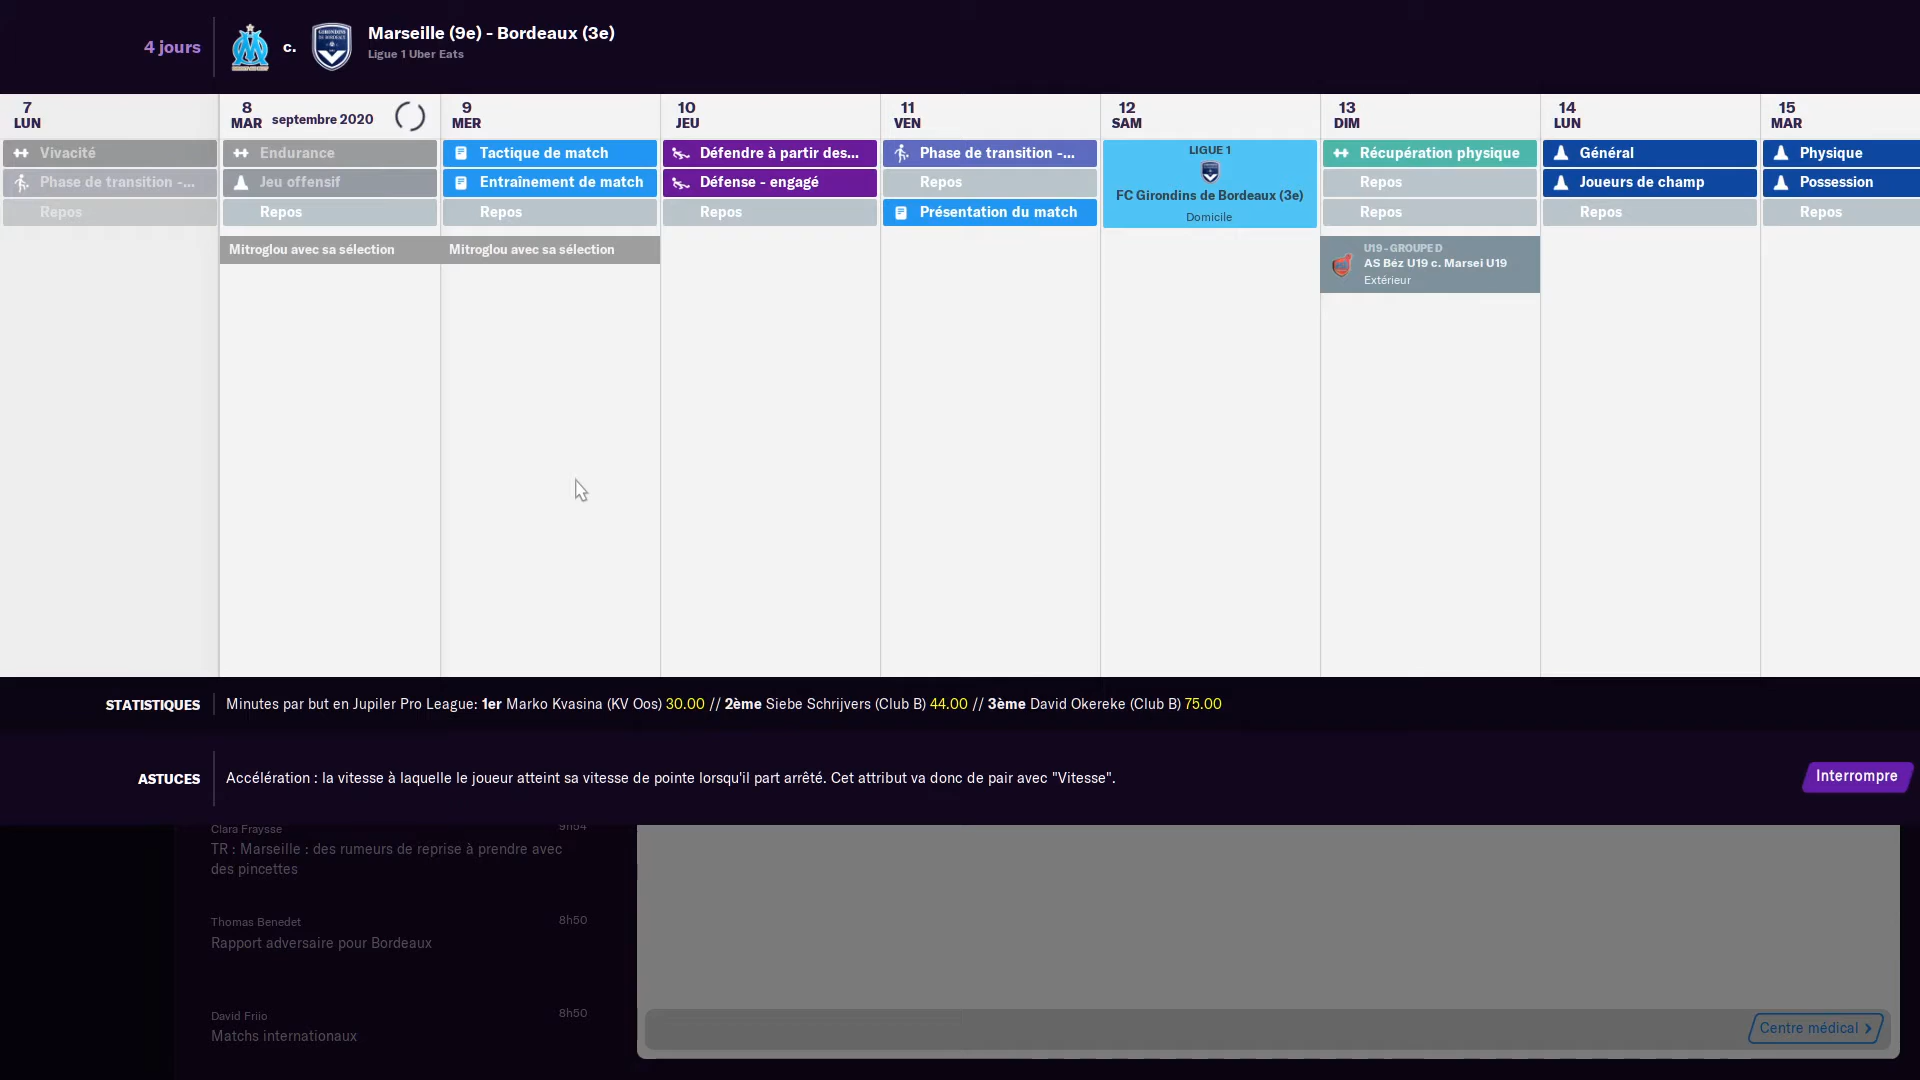 4 jours
c.
Marseille (9e) - Bordeaux (3e)
Ligue 1 Uber Eats
7
LUN
8
MAR septembre 2020
9
MER
10
JEU
11
VEN
12
SAM
13
DIM
14
LUN
15
MAR
Vivacité
Phase de transition -...
Repos
Endurance
Jeu offensif
Repos
Tactique de match
Entraînement de match
Repos
Défendre à partir des...
Défense - engagé
Repos
Phase de transition -...
Repos
Présentation du match
LIGUE 1
FC Girondins de Bordeaux (3e)
Domicile
Récupération physique
Repos
Repos
Général
Joueurs de champ
Repos
Physique
Possession
Repos
Mitroglou avec sa sélection
Mitroglou avec sa sélection
U19 - GROUPE D
AS Béz U19 c. Marsei U19
Extérieur
STATISTIQUES
Minutes par but en Jupiler Pro League: 1er Marko Kvasina (KV Oos) 30.00 // 2ème Siebe Schrijvers (Club B) 44.00 // 3ème David Okereke (Club B) 75.00
ASTUCES
Accélération : la vitesse à laquelle le joueur atteint sa vitesse de pointe lorsqu'il part arrêté. Cet attribut va donc de pair avec "Vitesse".
Interrompre
Clara Fraysse 9h54
TR : Marseille : des rumeurs de reprise à prendre avec
des pincettes
Thomas Benedet 8h50
Rapport adversaire pour Bordeaux
David Friio 8h50
Matchs internationaux
Centre médical